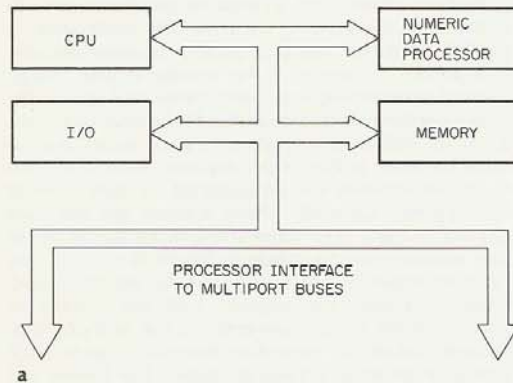 CPU
NUMERIC
DATA
PROCESSOR
I/O
MEMORY
PROCESSOR INTERFACE
TO MULTIPORT BUSES
a